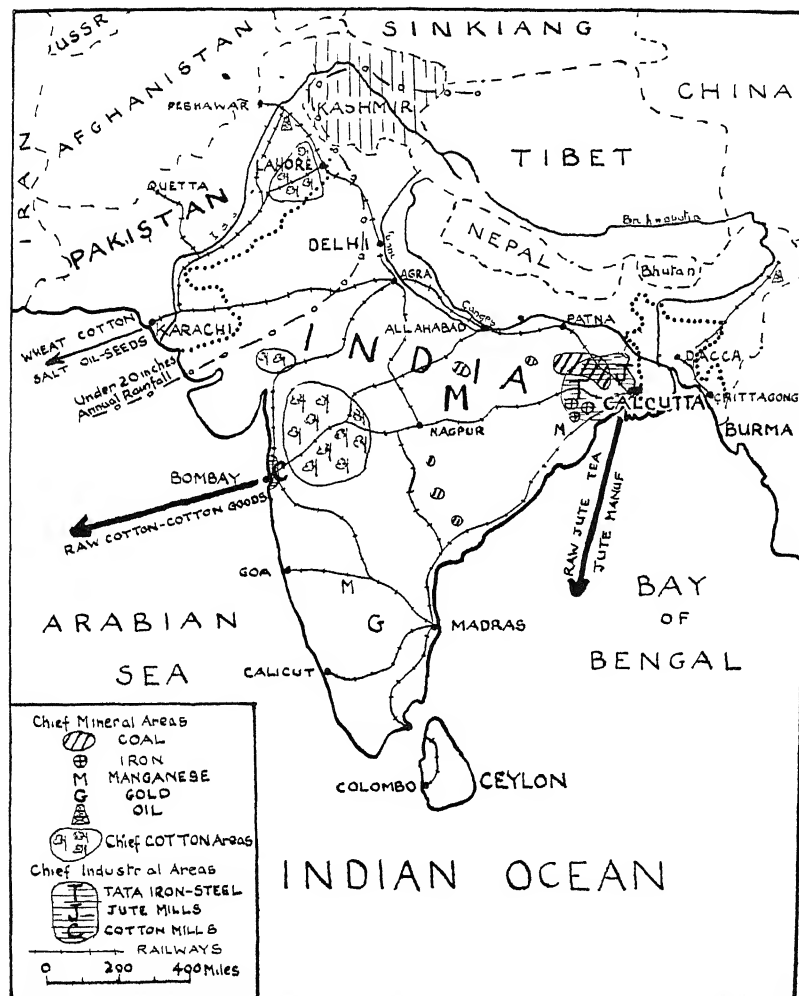 USSR
SINKIANG
AFGHANISTAN
CHINA
PESHAWAR
KASHMIR
IRAN
LAHORE
TIBET
QUETTA
PAKISTAN
DELHI
NEPAL
Bhutan
AGRA
Ganges
WHEAT COTTON
SALT OIL-SEEDS
KARACHI
ALLAHABAD
PATNA
DACCA
Under 20 inches
Annual Rainfall
INDIA
M
J
T
CALCUTTA
CHITTAGONG
NAGPUR
M
BURMA
BOMBAY
C
RAW COTTON-COTTON GOODS
RAW JUTE TEA
JUTE MANUF
GOA
M
BAY
OF
BENGAL
ARABIAN
SEA
G
MADRAS
CALICUT
COLOMBO
CEYLON
INDIAN OCEAN
Chief Mineral Areas
COAL
IRON
M MANGANESE
G GOLD
OIL
Chief COTTON Areas
Chief Industral Areas
T TATA IRON-STEEL
J JUTE MILLS
C COTTON MILLS
RAILWAYS
0 200 400 Miles